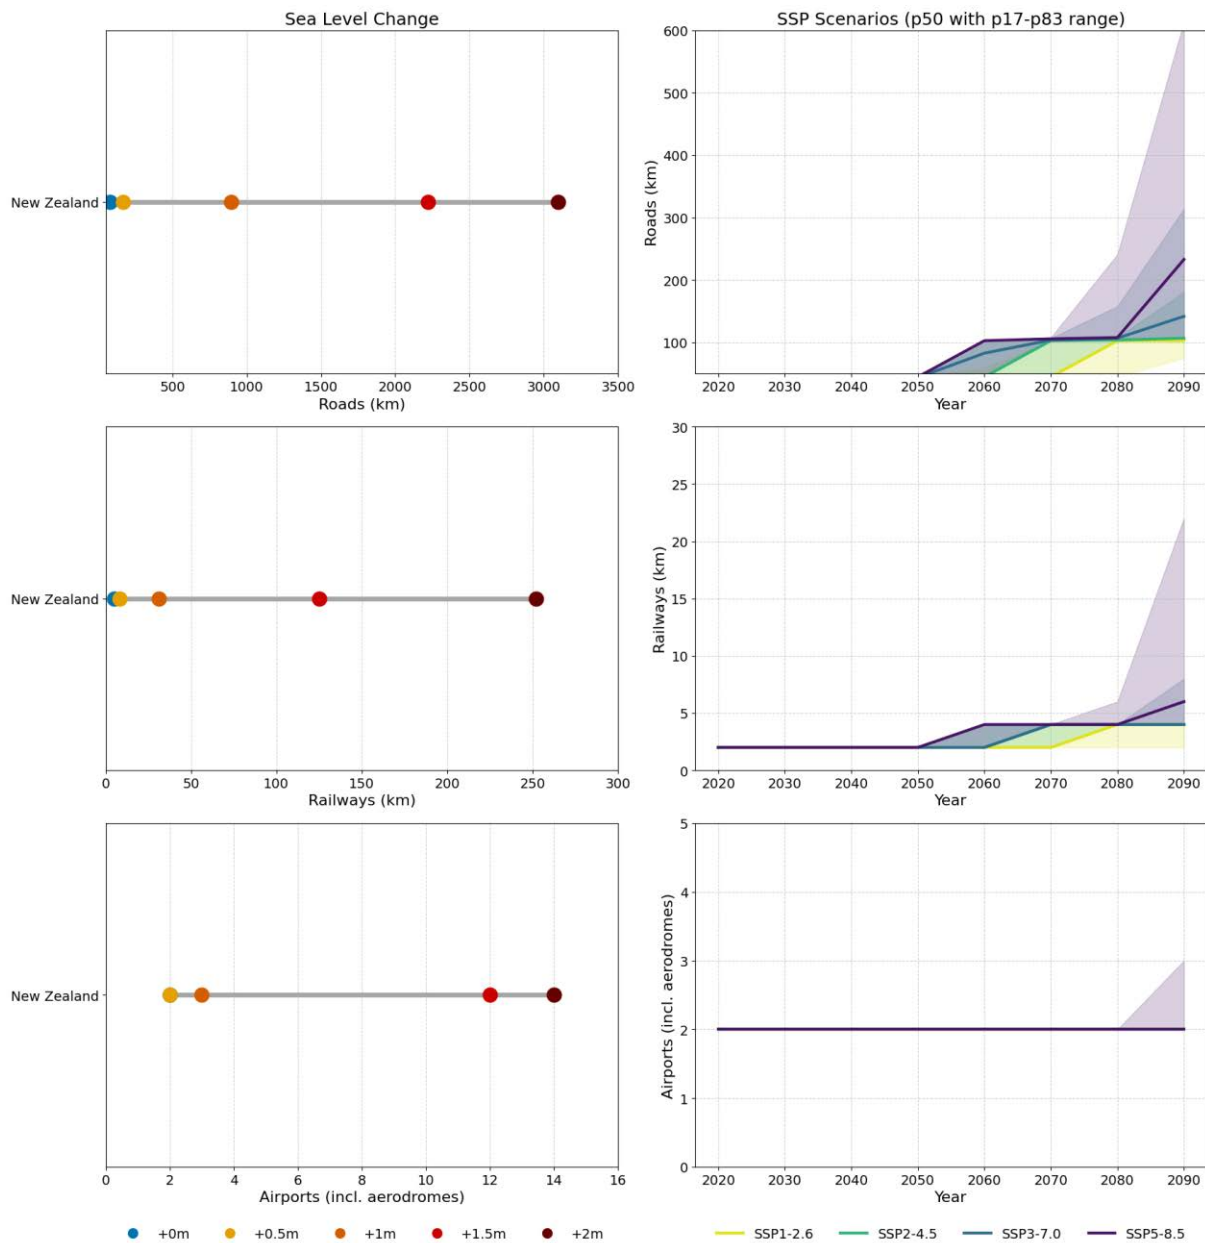 Sea Level Change
New Zealand
500 1000 1500 2000 2500 3000 3500
Roads (km)
SSP Scenarios (p50 with p17-p83 range)
600
500
400
300
200
100
Roads (km)
2020 2030 2040 2050 2060 2070 2080 2090
Year
New Zealand
0 50 100 150 200 250 300
Railways (km)
30
25
20
15
10
5
0
Railways (km)
2020 2030 2040 2050 2060 2070 2080 2090
Year
New Zealand
0 2 4 6 8 10 12 14 16
Airports (incl. aerodromes)
5
4
3
2
1
0
Airports (incl. aerodromes)
2020 2030 2040 2050 2060 2070 2080 2090
Year
+0m +0.5m +1m +1.5m +2m
SSP1-2.6 SSP2-4.5 SSP3-7.0 SSP5-8.5